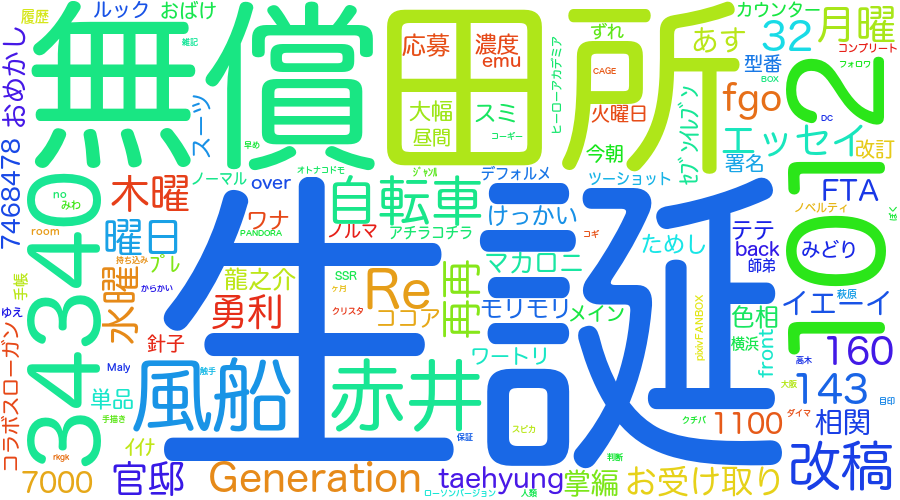 履歴
ルック
おばけ
雑記
おめかし
無償
田所
応募
濃度
emu
大幅
スミ
昼間
コーギー
ヒーローアカデミア
ずれ
CAGE
火曜日
あす
カウンター
32
型番
BOX
月曜
コンプリート
フォロワ
DC
2
fgo
エッセイ
改訂
スーツ
早め
オトナコドモ
ジャンル
今朝
セブンイレブン
署名
7468478
34340
no
みわ
room
木曜
ノーマル
over
自転車
デフォルメ
ツーショット
けっかい
FTA
ノベルティ
ぼく
曜日
ワナ
PANDORA
ノルマ
アチラコチラ
コギ
ためし
テテ
back
師弟
101
みどり
持ち込み
からかい
プレ
水曜
手帳
ゆえ
龍之介
SSR
ヶ月
クリスタ
Re
再再
マカロニ
モリモリ
メイン
イエーイ
萩原
色相
横浜
pixivFANBOX
front
勇利
ココア
針子
コラボスローガン
Maly
触手
風船
生誕
赤井
ワートリ
160
高木
大阪
143
目印
単品
手描き
イイナ
rkgk
保証
スピカ
クチパ
1100
ダイマ
相関
改稿
判断
7000
官邸
Generation
taehyung
ローソンバージョン
人類
掌編
お受け取り